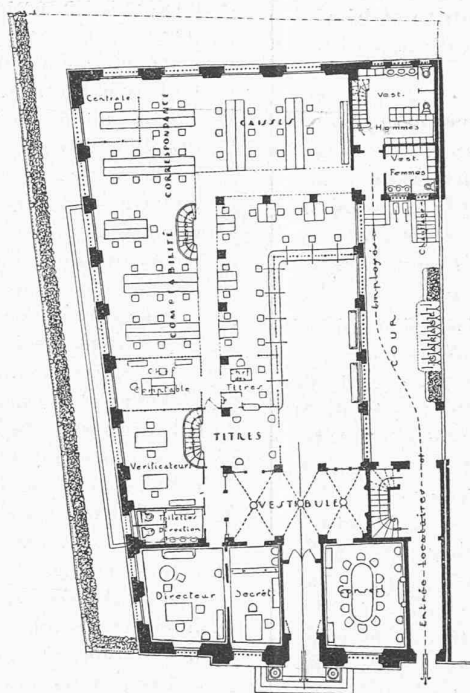 Centrale
CORRESPONDANCE
CAISSES
Vest.
Hommes
Vest.
Femmes
COMPTABILITÉ
Employés
COUR
Chef
Comptable
Chef
Titres
TITRES
Vérificateur
Toilettes
Direction
VESTIBULE
Directeur
Secrét.
Conseil
Entrée locataires